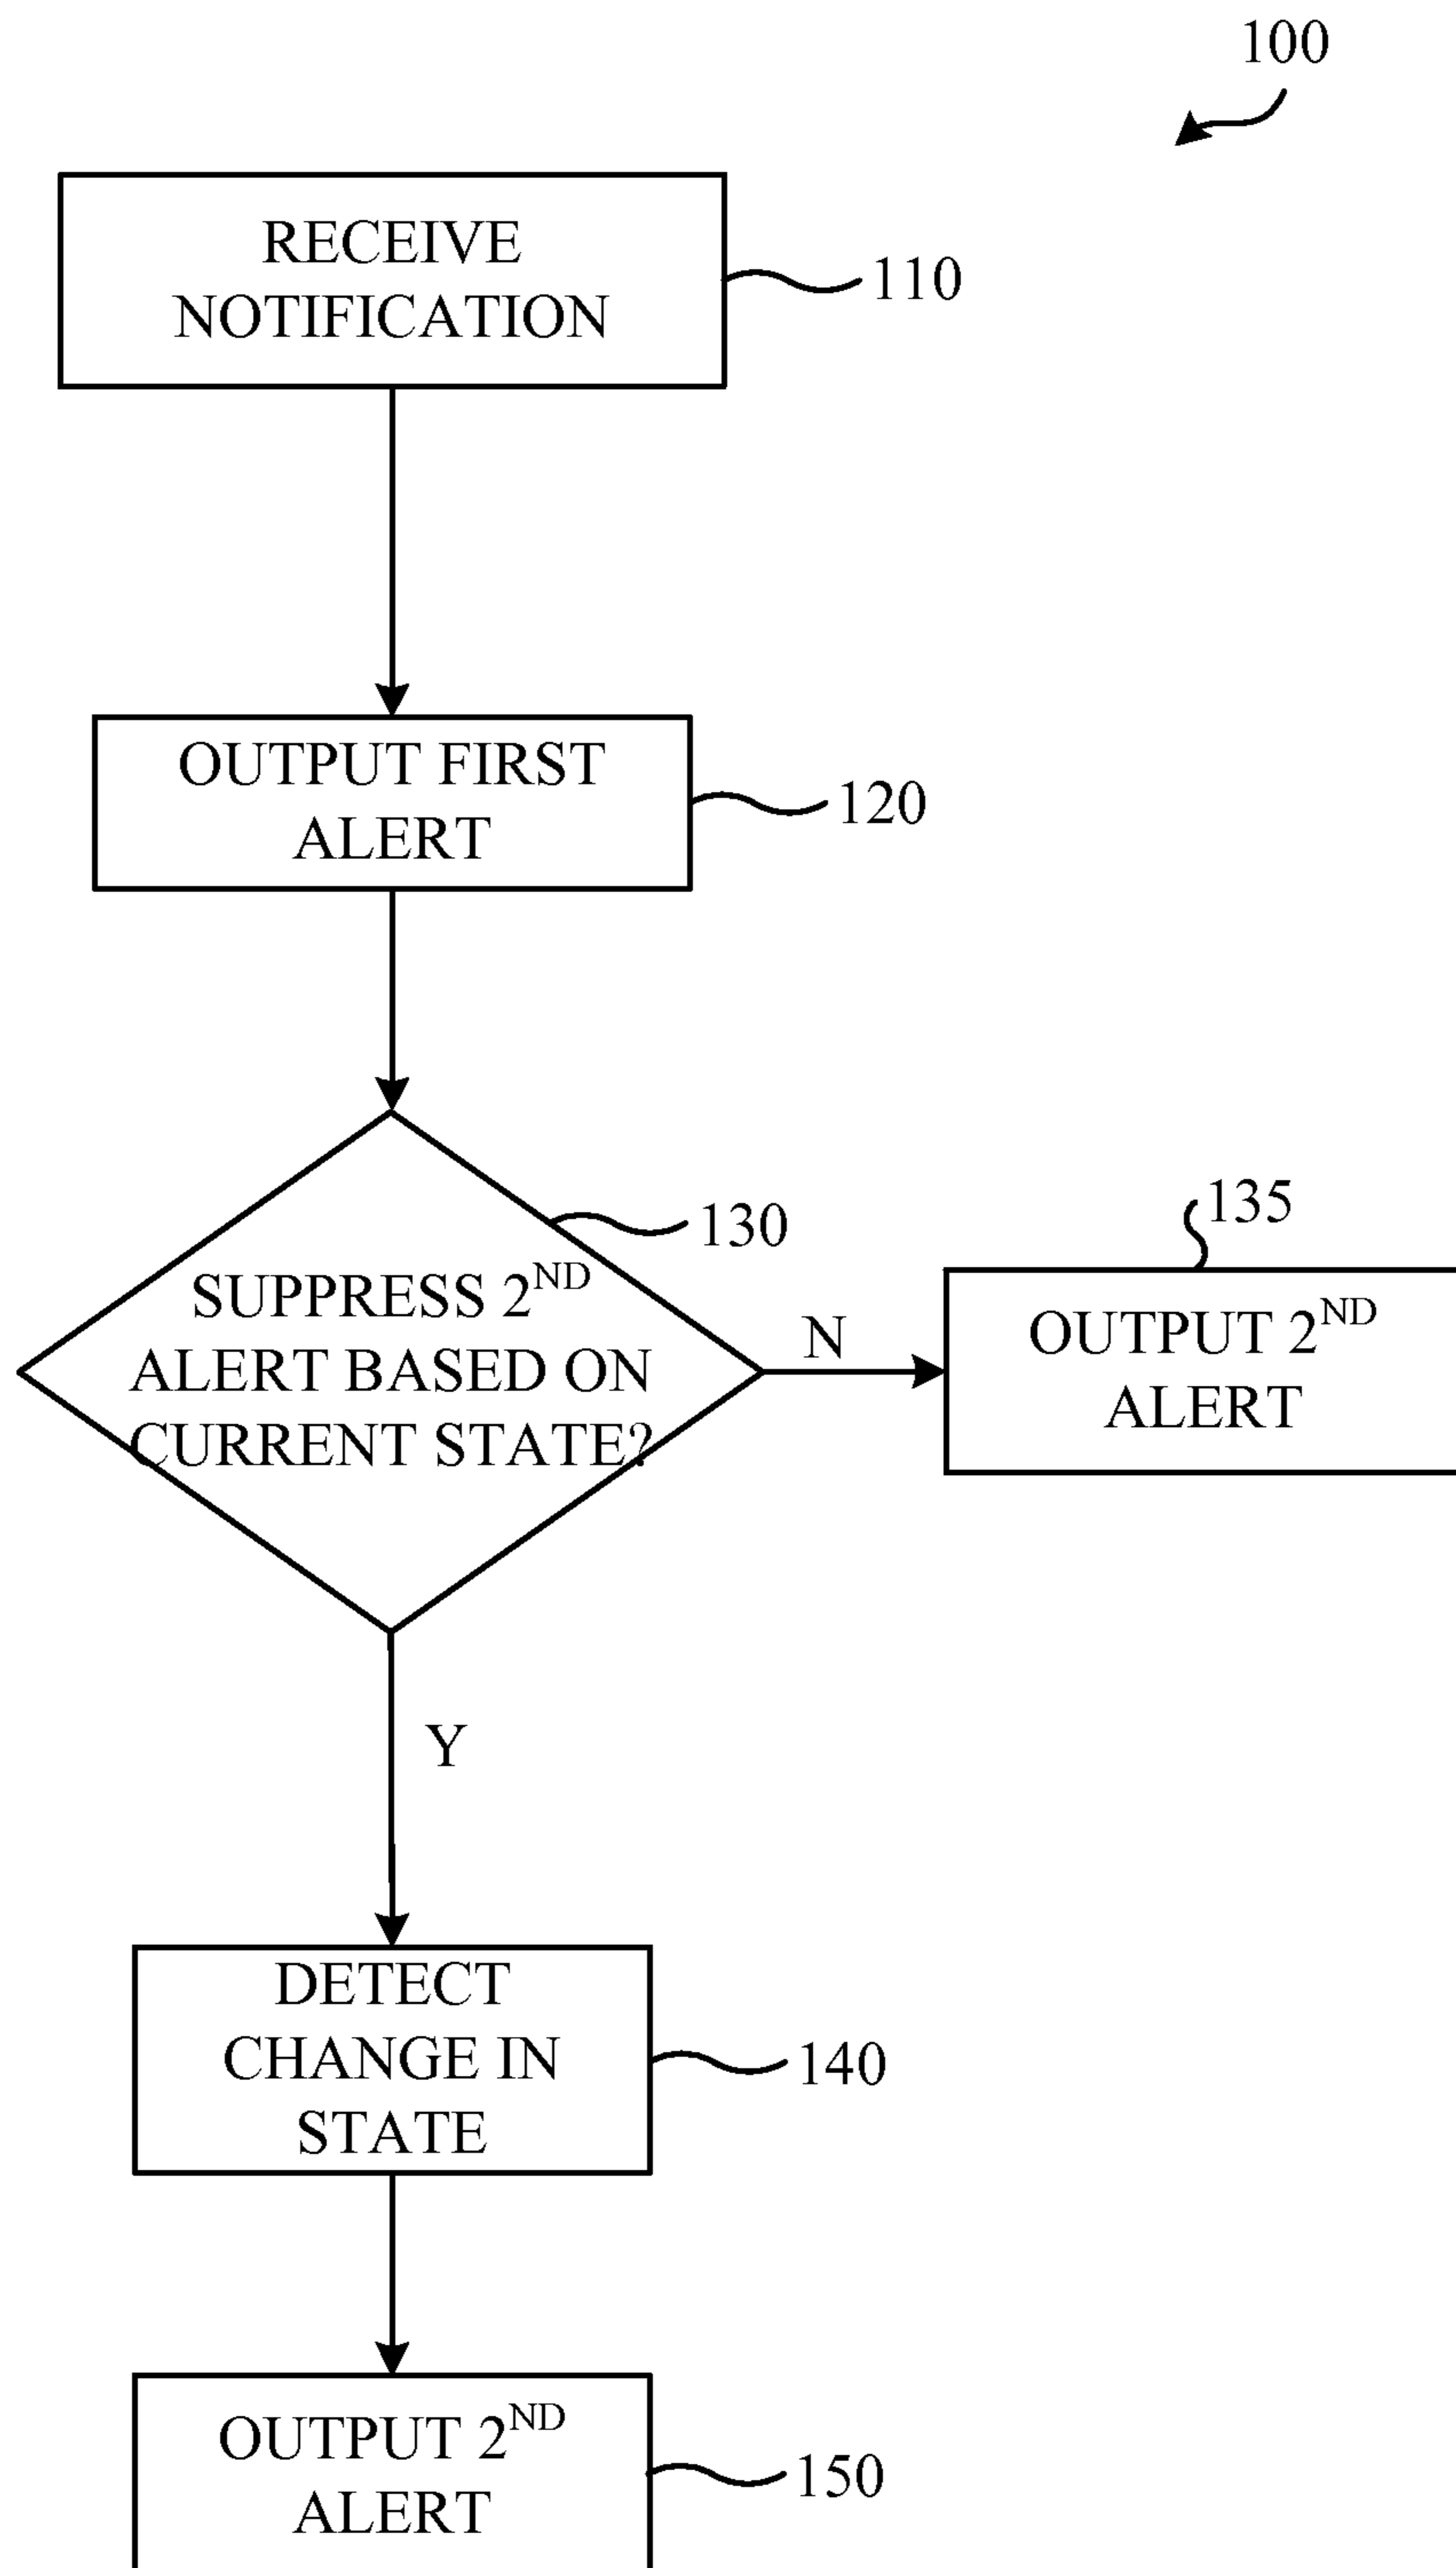 100
RECEIVE
NOTIFICATION
110
OUTPUT FIRST
ALERT
120
130
SUPPRESS 2ND
ALERT BASED ON
CURRENT STATE?
N
135
OUTPUT 2ND
ALERT
Y
DETECT
CHANGE IN
STATE
140
OUTPUT 2ND
ALERT
150